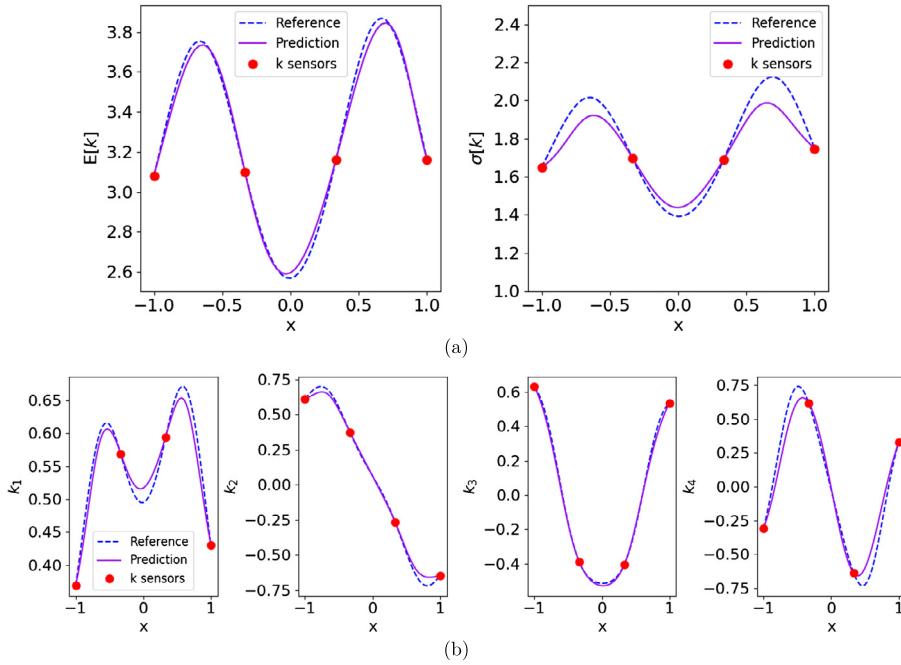 Reference
Prediction
k sensors
E[k]
3.8
3.6
3.4
3.2
3.0
2.8
2.6
−1.0 −0.5 0.0 0.5 1.0
x
Reference
Prediction
k sensors
σ[k]
2.4
2.2
2.0
1.8
1.6
1.4
1.2
1.0
−1.0 −0.5 0.0 0.5 1.0
x
(a)
k1
0.65
0.60
0.55
0.50
0.45
0.40
Reference
Prediction
k sensors
−1 0 1
x
k2
0.75
0.50
0.25
0.00
−0.25
−0.50
−0.75
−1 0 1
x
k3
0.6
0.4
0.2
0.0
−0.2
−0.4
−1 0 1
x
k4
0.75
0.50
0.25
0.00
−0.25
−0.50
−0.75
−1 0 1
x
(b)